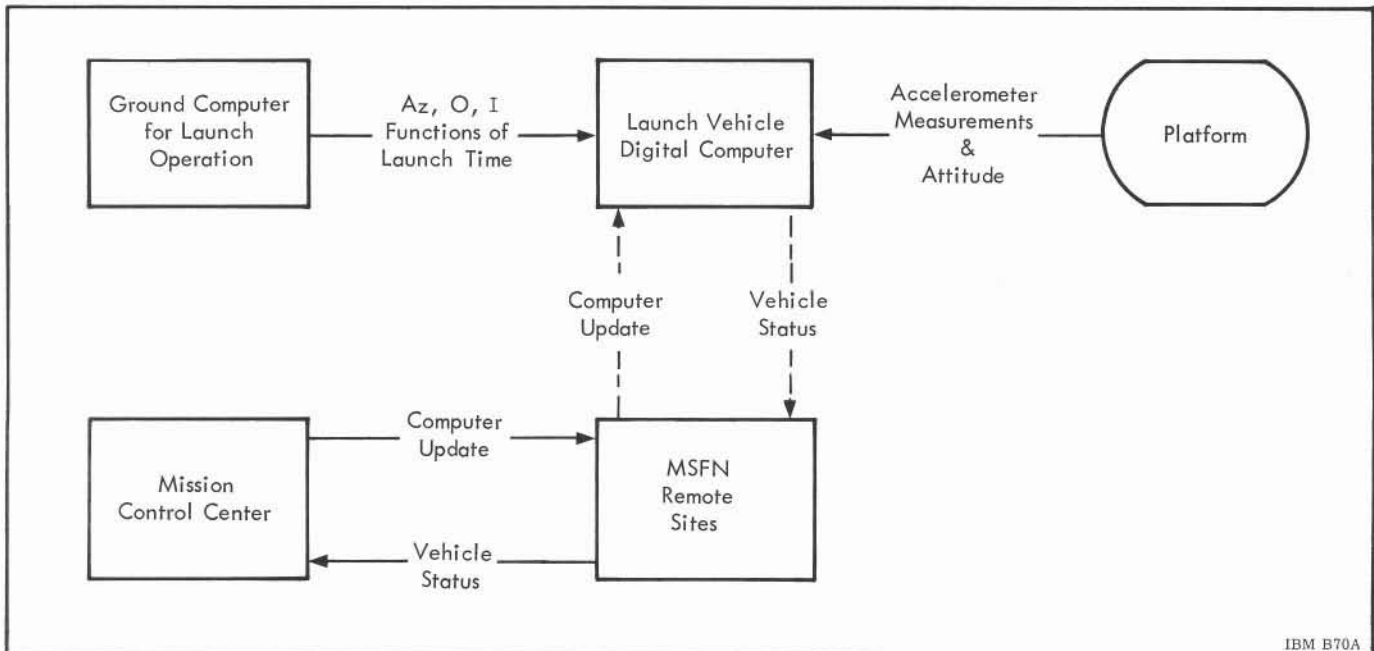 Ground Computer
for Launch
Operation
Az, O, I
Functions of
Launch Time
Launch Vehicle
Digital Computer
Accelerometer
Measurements
&
Attitude
Platform
Computer
Update
Vehicle
Status
Mission
Control Center
Computer
Update
Vehicle
Status
MSFN
Remote
Sites
IBM B70A